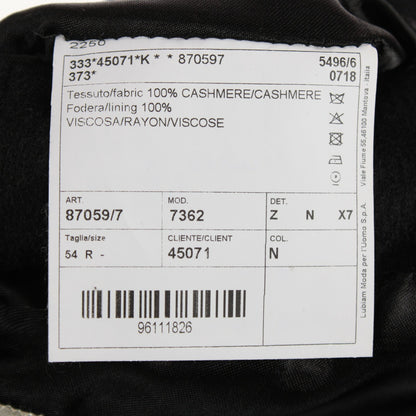 2250
333*45071*K * * 870597 5496/6
373* 0718
Tessuto/fabric 100% CASHMERE/CASHMERE
Fodera/lining 100%
VISCOSA/RAYON/VISCOSE
ART. MOD. DET.
87059/7 7362 Z N X7
Taglia/size CLIENTE/CLIENT COL.
54 R - 45071 N
96111826
Lubiam Moda per l'Uomo S.p.A.
Viale Fiume 55,46100 Mantova - Italia